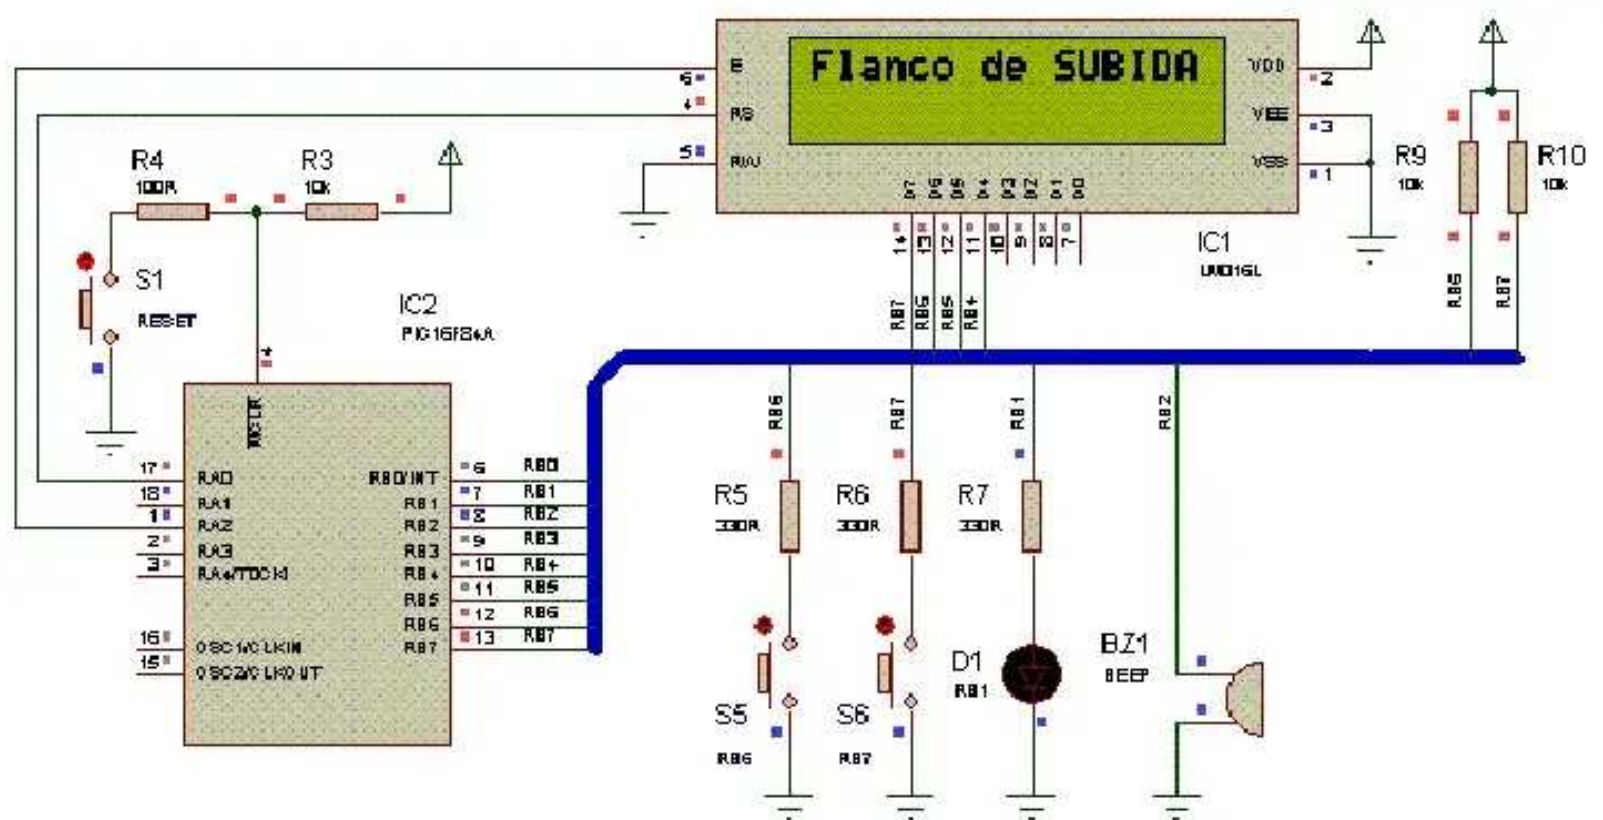 Flanco de SUBIDA
E
RS
R/W
VDD
VEE
VSS
6
4
5
2
3
1
D7 D6 D5 D4 D3 D2 D1 D0
14 13 12 11 10 9 8 7
RB7 RB6 RB5 RB4
IC1
LM016L
R9
10k
R10
10k
RB6
RB7
R4
100R
R3
10k
S1
RESET
IC2
PIC16F84A
4
MCLR
17 RA0
18 RA1
1 RA2
2 RA3
3 RA4/T0CKI
16 OSC1/CLKIN
15 OSC2/CLKOUT
RB0/INT 6 RB0
RB1 7 RB1
RB2 8 RB2
RB3 9 RB3
RB4 10 RB4
RB5 11 RB5
RB6 12 RB6
RB7 13 RB7
RB6
RB7
RB1
RB2
R5
330R
R6
330R
R7
330R
S5
RB6
S6
RB7
D1
RB1
BZ1
BEEP